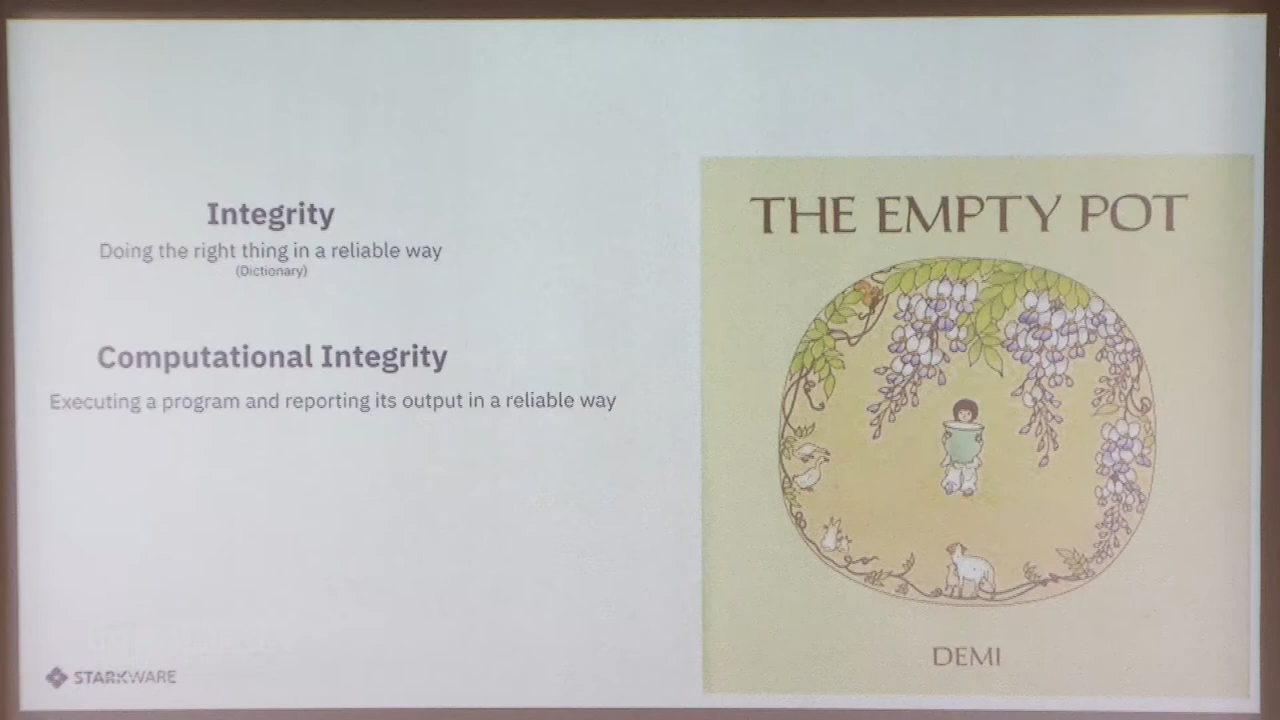 Integrity
Doing the right thing in a reliable way
(Dictionary)
Computational Integrity
Executing a program and reporting its output in a reliable way
STARKWARE
THE EMPTY POT
DEMI